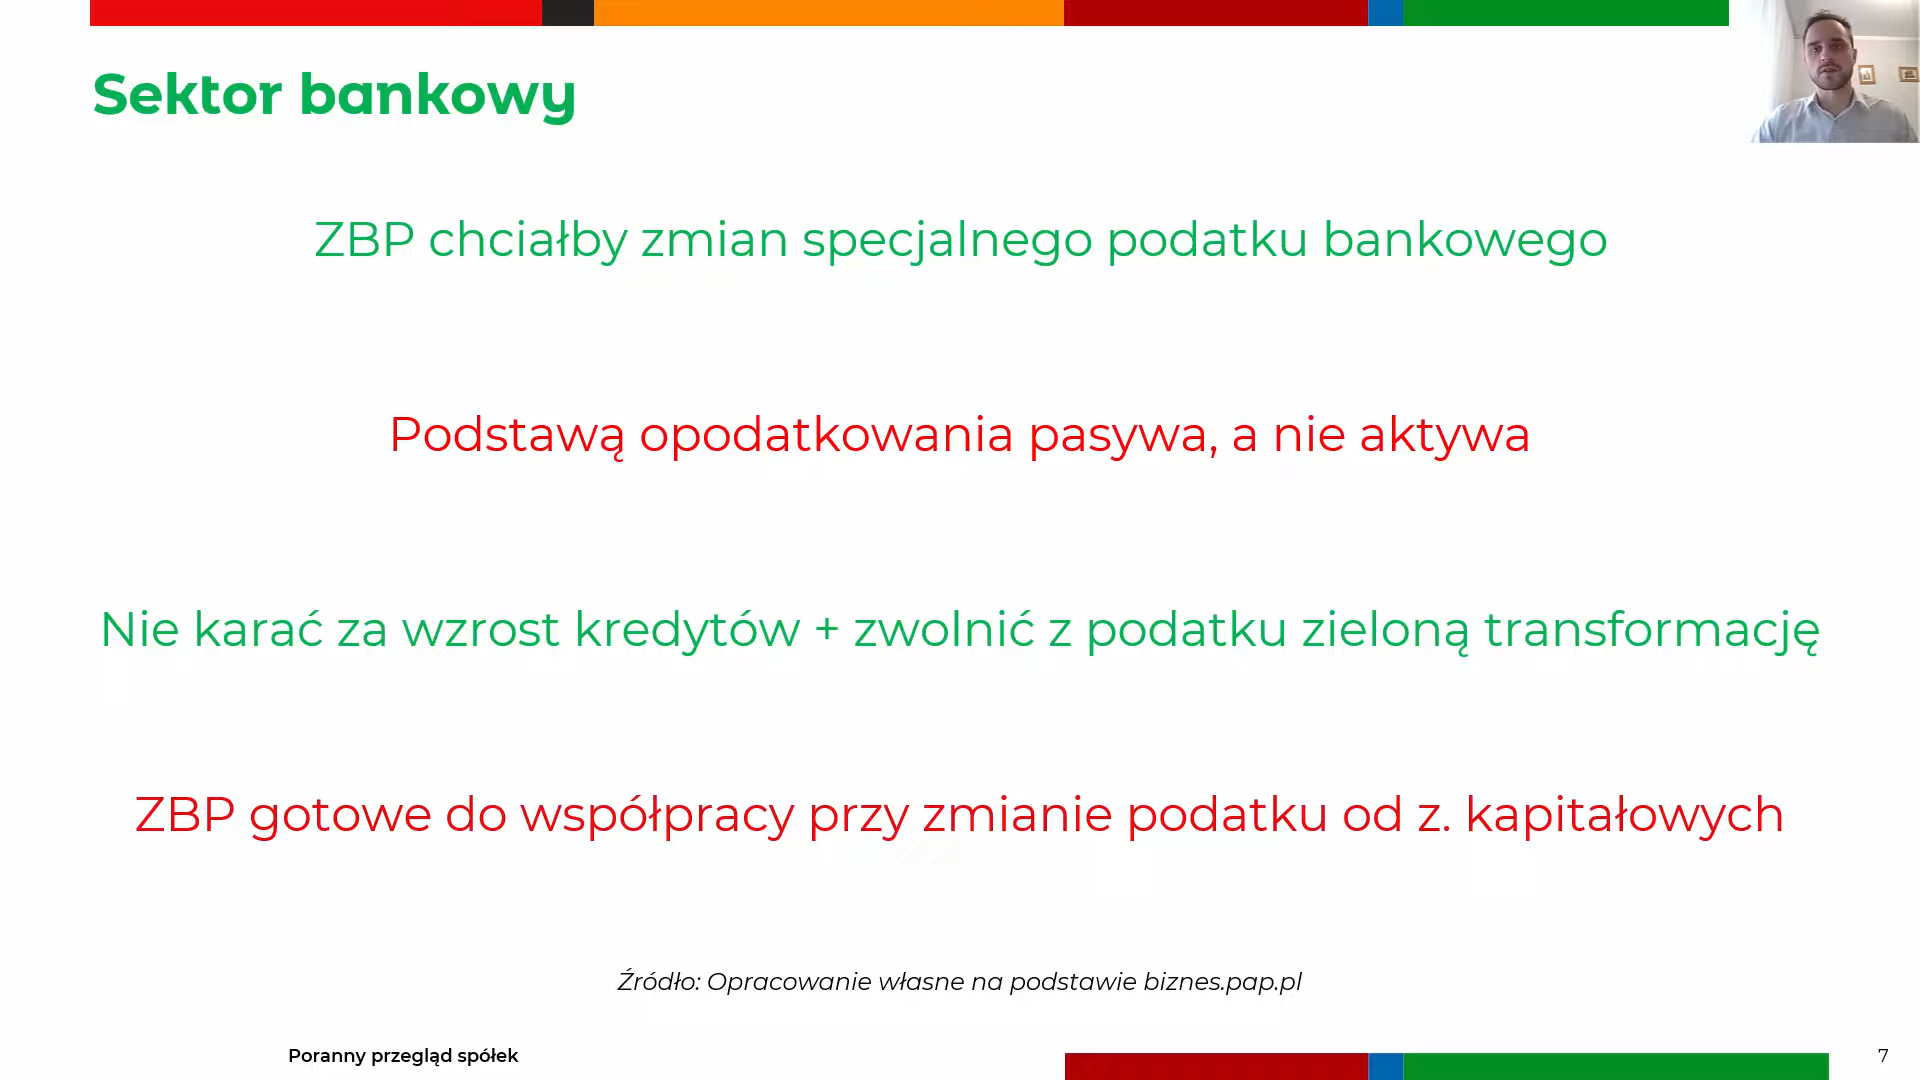 Sektor bankowy
ZBP chciałby zmian specjalnego podatku bankowego
Podstawą opodatkowania pasywa, a nie aktywa
Nie karać za wzrost kredytów + zwolnić z podatku zieloną transformację
ZBP gotowe do współpracy przy zmianie podatku od z. kapitałowych
Źródło: Opracowanie własne na podstawie biznes.pap.pl
Poranny przegląd spółek
7